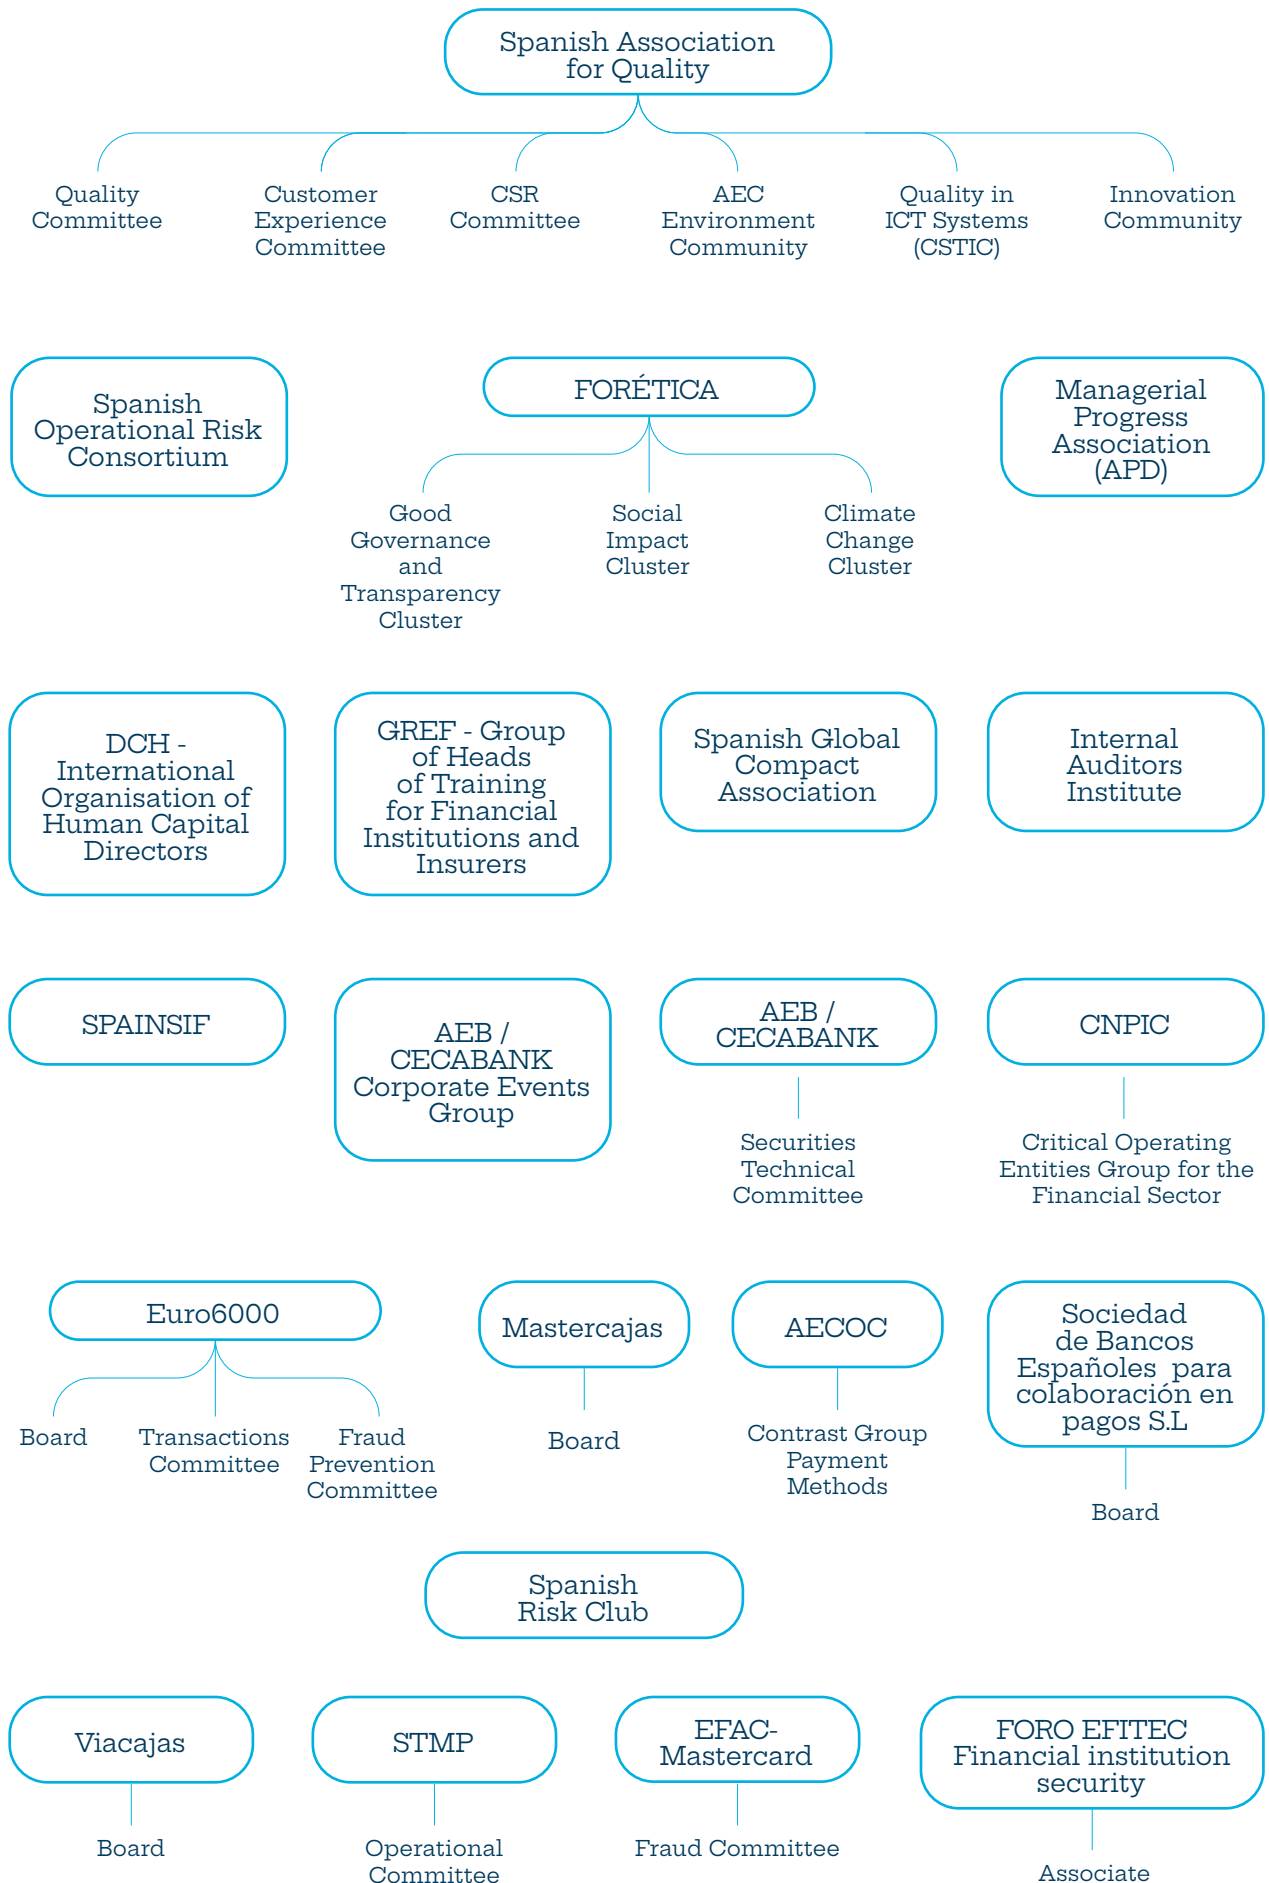 Spanish Association
for Quality
Quality
Committee
Customer
Experience
Committee
CSR
Committee
AEC
Environment
Community
Quality in
ICT Systems
(CSTIC)
Innovation
Community
Spanish
Operational Risk
Consortium
FORÉTICA
Good
Governance
and
Transparency
Cluster
Social
Impact
Cluster
Climate
Change
Cluster
Managerial
Progress
Association
(APD)
DCH -
International
Organisation of
Human Capital
Directors
GREF - Group
of Heads
of Training
for Financial
Institutions and
Insurers
Spanish Global
Compact
Association
Internal
Auditors
Institute
SPAINSIF
AEB /
CECABANK
Corporate Events
Group
AEB /
CECABANK
Securities
Technical
Committee
CNPIC
Critical Operating
Entities Group for the
Financial Sector
Euro6000
Board
Transactions
Committee
Fraud
Prevention
Committee
Mastercajas
Board
AECOC
Contrast Group
Payment
Methods
Sociedad
de Bancos
Españoles para
colaboración en
pagos S.L
Board
Spanish
Risk Club
Viacajas
Board
STMP
Operational
Committee
EFAC-
Mastercard
Fraud Committee
FORO EFITEC
Financial institution
security
Associate